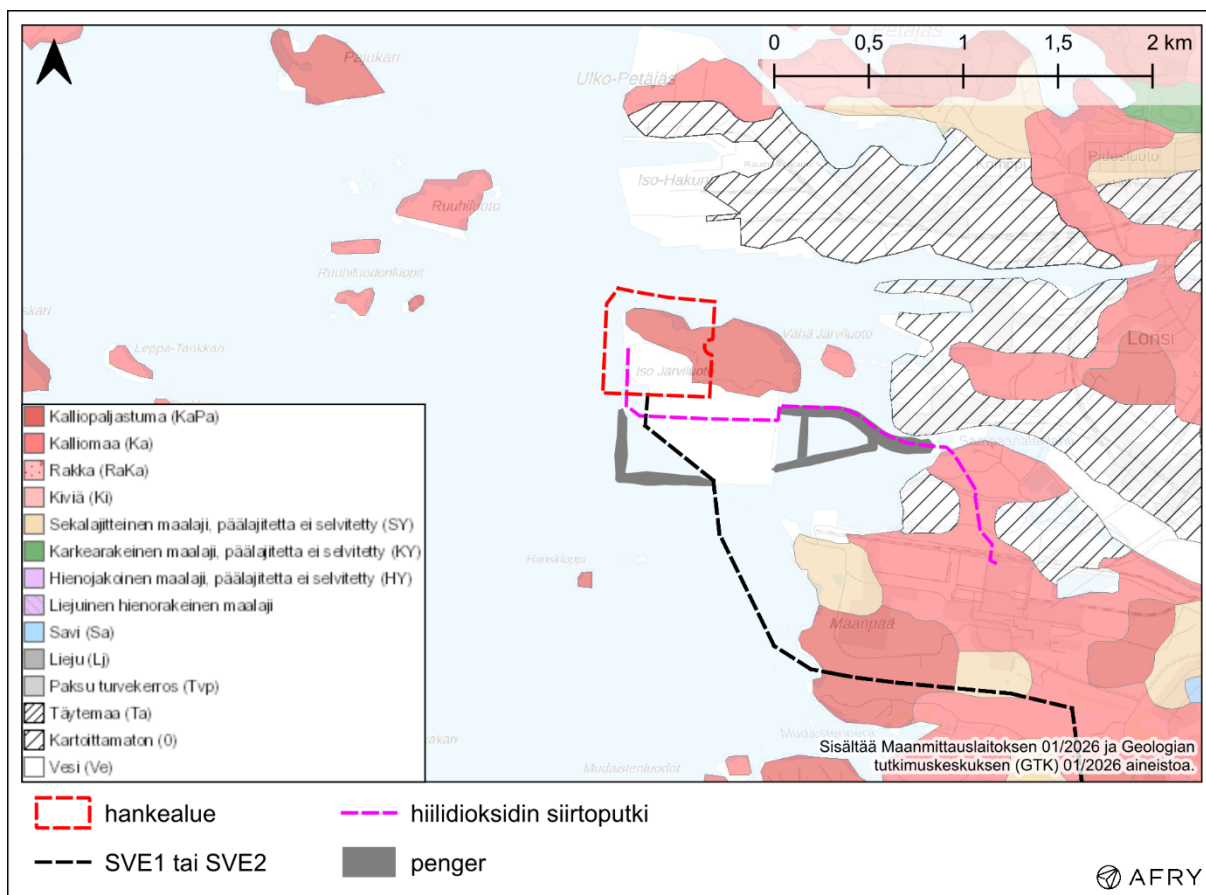 Petäjäs
0 0,5 1 1,5 2 km
Pajukari
Ulko-Petäjäs
Iso-Hakuni
Ruuhiluoto
Ruuhiluodonklopit
Leppä-Tankkari
Vähä Järviluoto
Iso Järviluoto
Lonsi
Hanskloppi
Maanpää
Mudaistenluodot
Kalliopaljastuma (KaPa)
Kalliomaa (Ka)
Rakka (RaKa)
Kiviä (Ki)
Sekalajitteinen maalaji, päälajitetta ei selvitetty (SY)
Karkearakeinen maalaji, päälajitetta ei selvitetty (KY)
Hienojakoinen maalaji, päälajitetta ei selvitetty (HY)
Liejuinen hienorakeinen maalaji
Savi (Sa)
Lieju (Lj)
Paksu turvekerros (Tvp)
Täytemaa (Ta)
Kartoittamaton (0)
Vesi (Ve)
Sisältää Maanmittauslaitoksen 01/2026 ja Geologian
tutkimuskeskuksen (GTK) 01/2026 aineistoa.
hankealue
hiilidioksidin siirtoputki
SVE1 tai SVE2
penger
AFRY